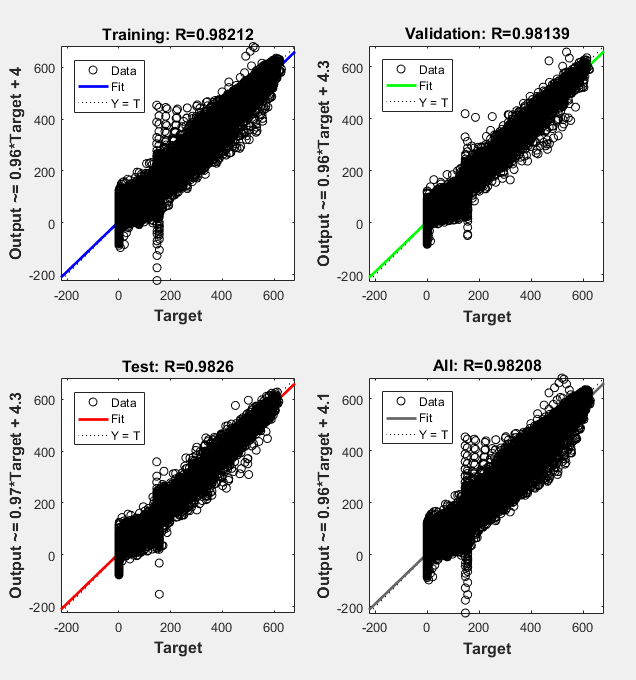 Training: R=0.98212
Output ~= 0.96*Target + 4
600
400
200
0
-200
Data
Fit
Y = T
-200 0 200 400 600
Target
Validation: R=0.98139
Output ~= 0.96*Target + 4.3
600
400
200
0
-200
Data
Fit
Y = T
-200 0 200 400 600
Target
Test: R=0.9826
Output ~= 0.97*Target + 4.3
600
400
200
0
-200
Data
Fit
Y = T
-200 0 200 400 600
Target
All: R=0.98208
Output ~= 0.96*Target + 4.1
600
400
200
0
-200
Data
Fit
Y = T
-200 0 200 400 600
Target